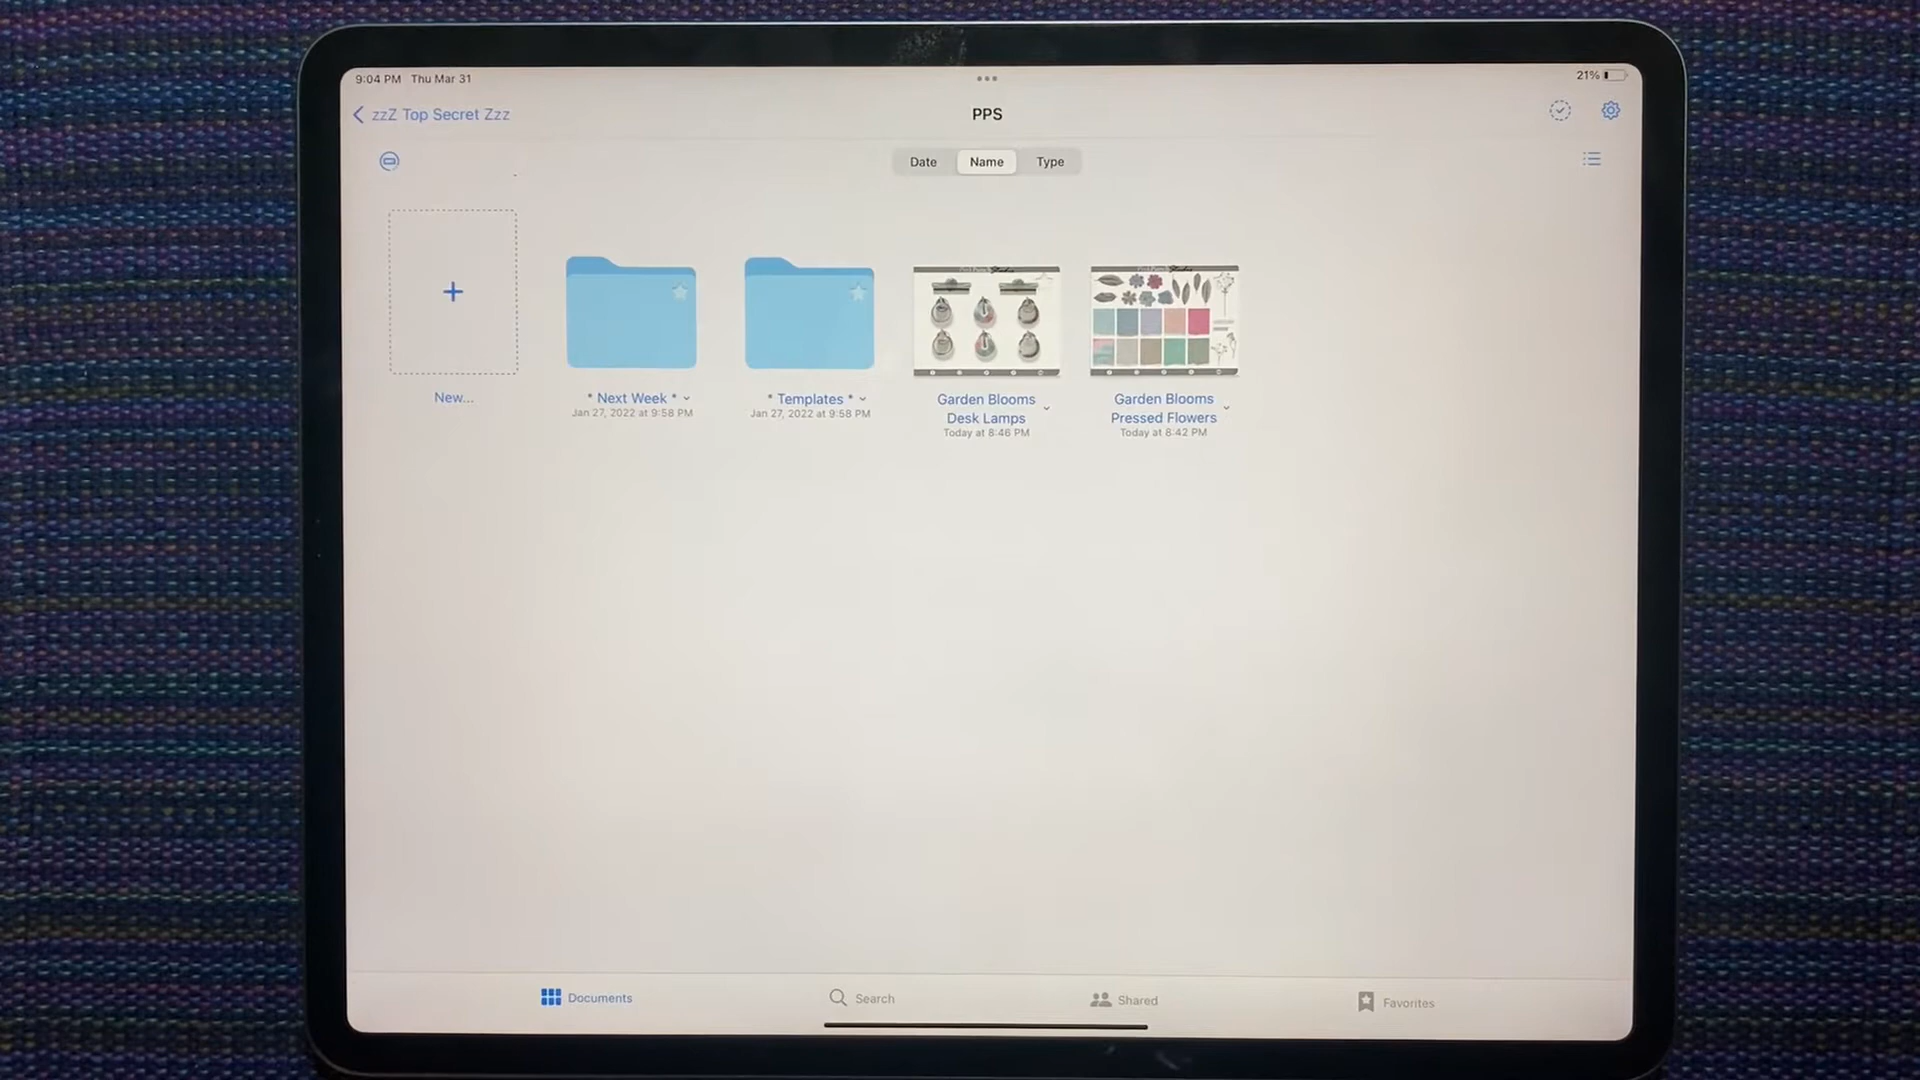 9:04 PM Thu Mar 31
21%
zzZ Top Secret Zzz
PPS
Date Name Type
New...
* Next Week *
Jan 27, 2022 at 9:58 PM
* Templates *
Jan 27, 2022 at 9:58 PM
Garden Blooms
Desk Lamps
Today at 8:46 PM
Garden Blooms
Pressed Flowers
Today at 8:42 PM
Documents
Search
Shared
Favorites